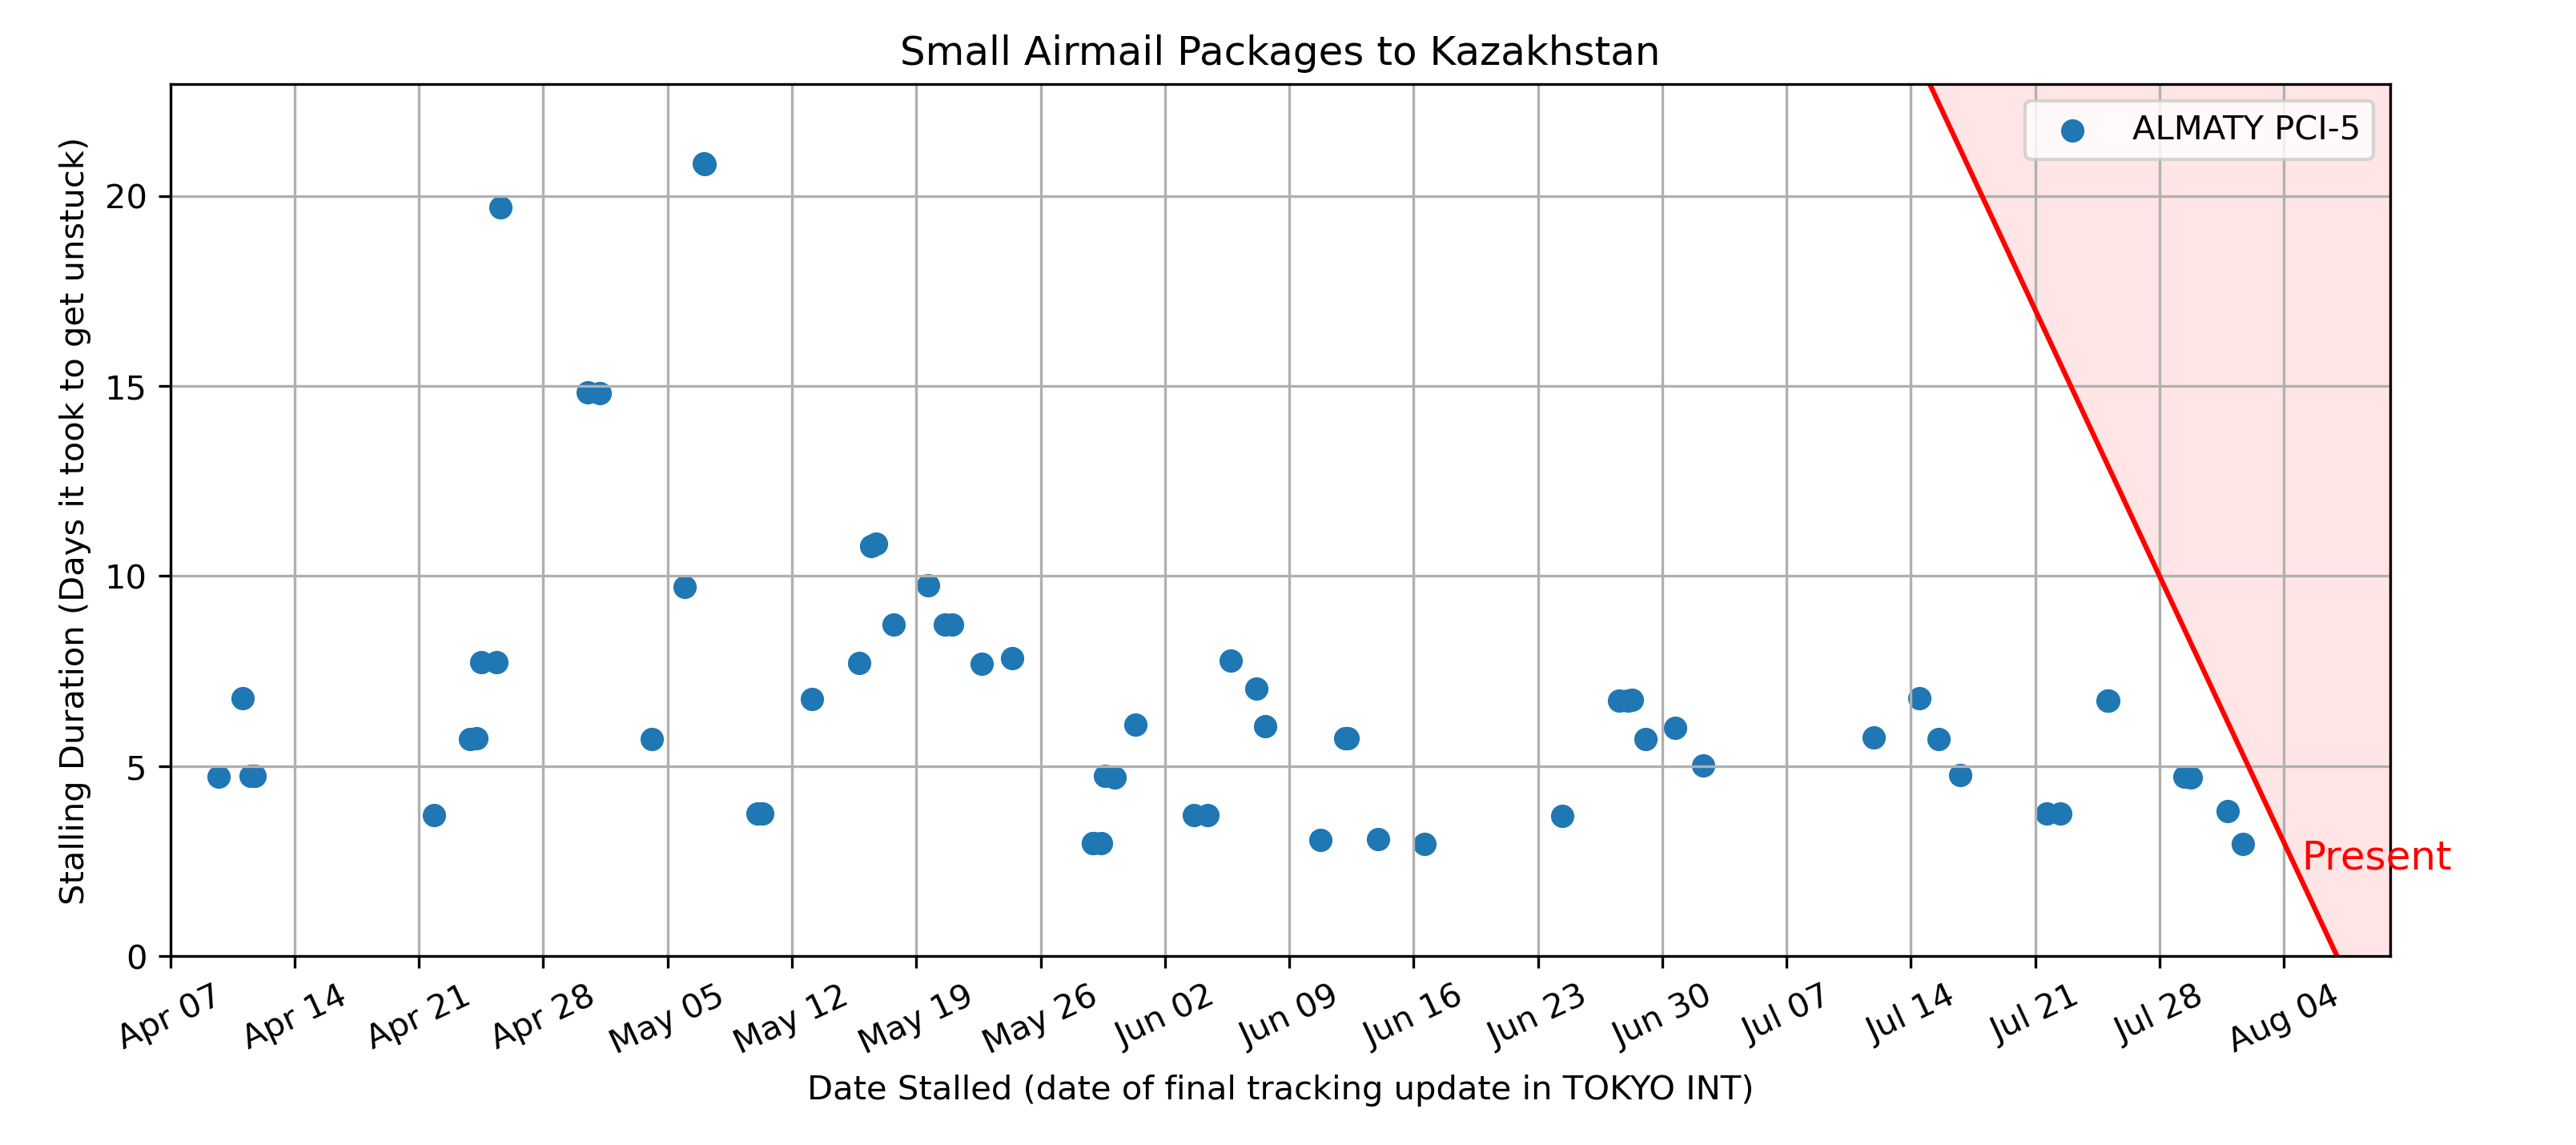 Small Airmail Packages to Kazakhstan
ALMATY PCI-5
Stalling Duration (Days it took to get unstuck)
20
15
10
5
0
Present
Apr 07
Apr 14
Apr 21
Apr 28
May 05
May 12
May 19
May 26
Jun 02
Jun 09
Jun 16
Jun 23
Jun 30
Jul 07
Jul 14
Jul 21
Jul 28
Aug 04
Date Stalled (date of final tracking update in TOKYO INT)